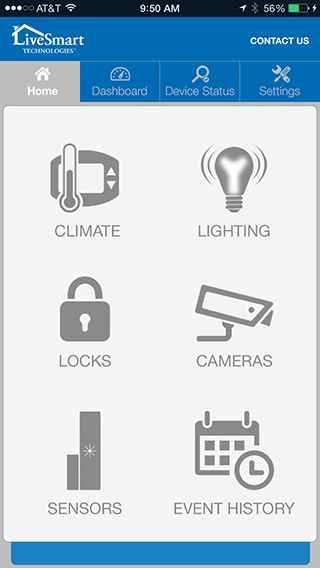 AT&T 9:50 AM 56%
LiveSmart
TECHNOLOGIES™
CONTACT US
Home Dashboard Device Status Settings
CLIMATE LIGHTING
LOCKS CAMERAS
SENSORS EVENT HISTORY